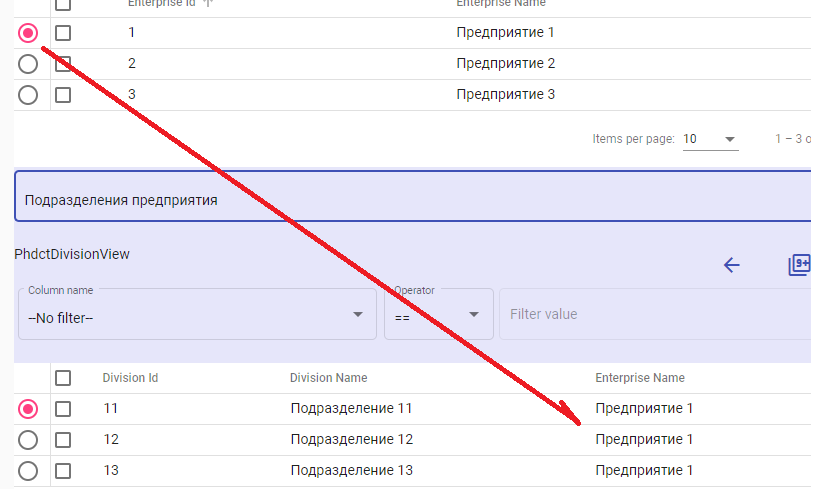 Enterprise Id Enterprise Name
1 Предприятие 1
2 Предприятие 2
3 Предприятие 3
Items per page: 10 1 – 3 o
Подразделения предприятия
PhdctDivisionView
9+
Column name Operator
--No filter-- == Filter value
Division Id Division Name Enterprise Name
11 Подразделение 11 Предприятие 1
12 Подразделение 12 Предприятие 1
13 Подразделение 13 Предприятие 1